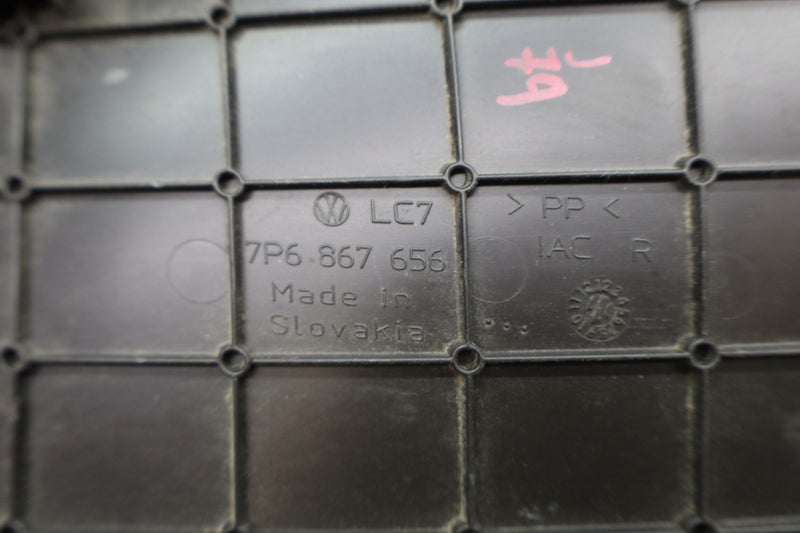 LC7
7P6 867 656
Made in
Slovakia
> PP <
IAC R